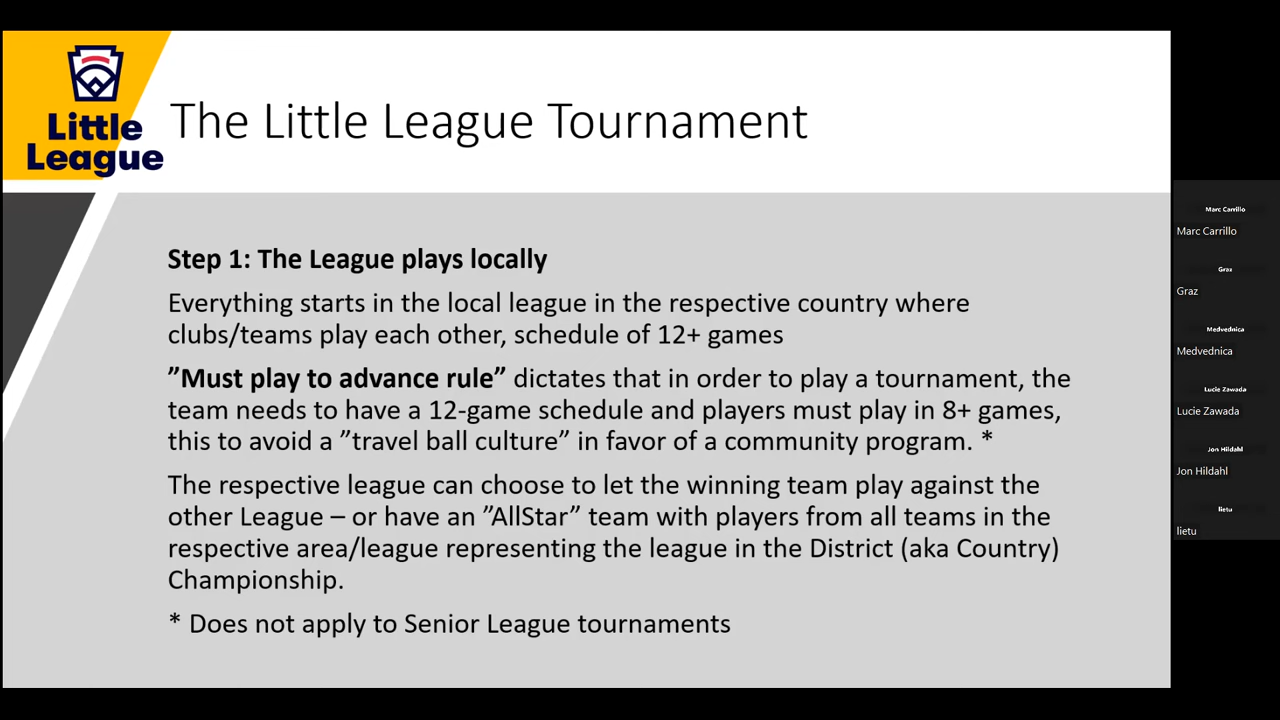 Little
League
The Little League Tournament
Step 1: The League plays locally
Everything starts in the local league in the respective country where
clubs/teams play each other, schedule of 12+ games
”Must play to advance rule” dictates that in order to play a tournament, the
team needs to have a 12-game schedule and players must play in 8+ games,
this to avoid a ”travel ball culture” in favor of a community program. *
The respective league can choose to let the winning team play against the
other League – or have an ”AllStar” team with players from all teams in the
respective area/league representing the league in the District (aka Country)
Championship.
* Does not apply to Senior League tournaments
Marc Carrillo
Marc Carrillo
Graz
Graz
Medvednica
Medvednica
Lucie Zawada
Lucie Zawada
Jon Hildahl
Jon Hildahl
lietu
lietu